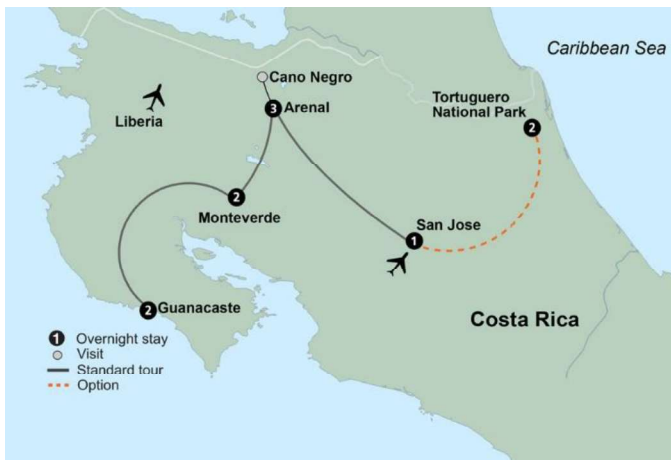 Caribbean Sea
Cano Negro
3 Arenal
Liberia
Tortuguero
National Park
2
2
Monteverde
San Jose
1
2 Guanacaste
Costa Rica
1 Overnight stay
Visit
Standard tour
Option